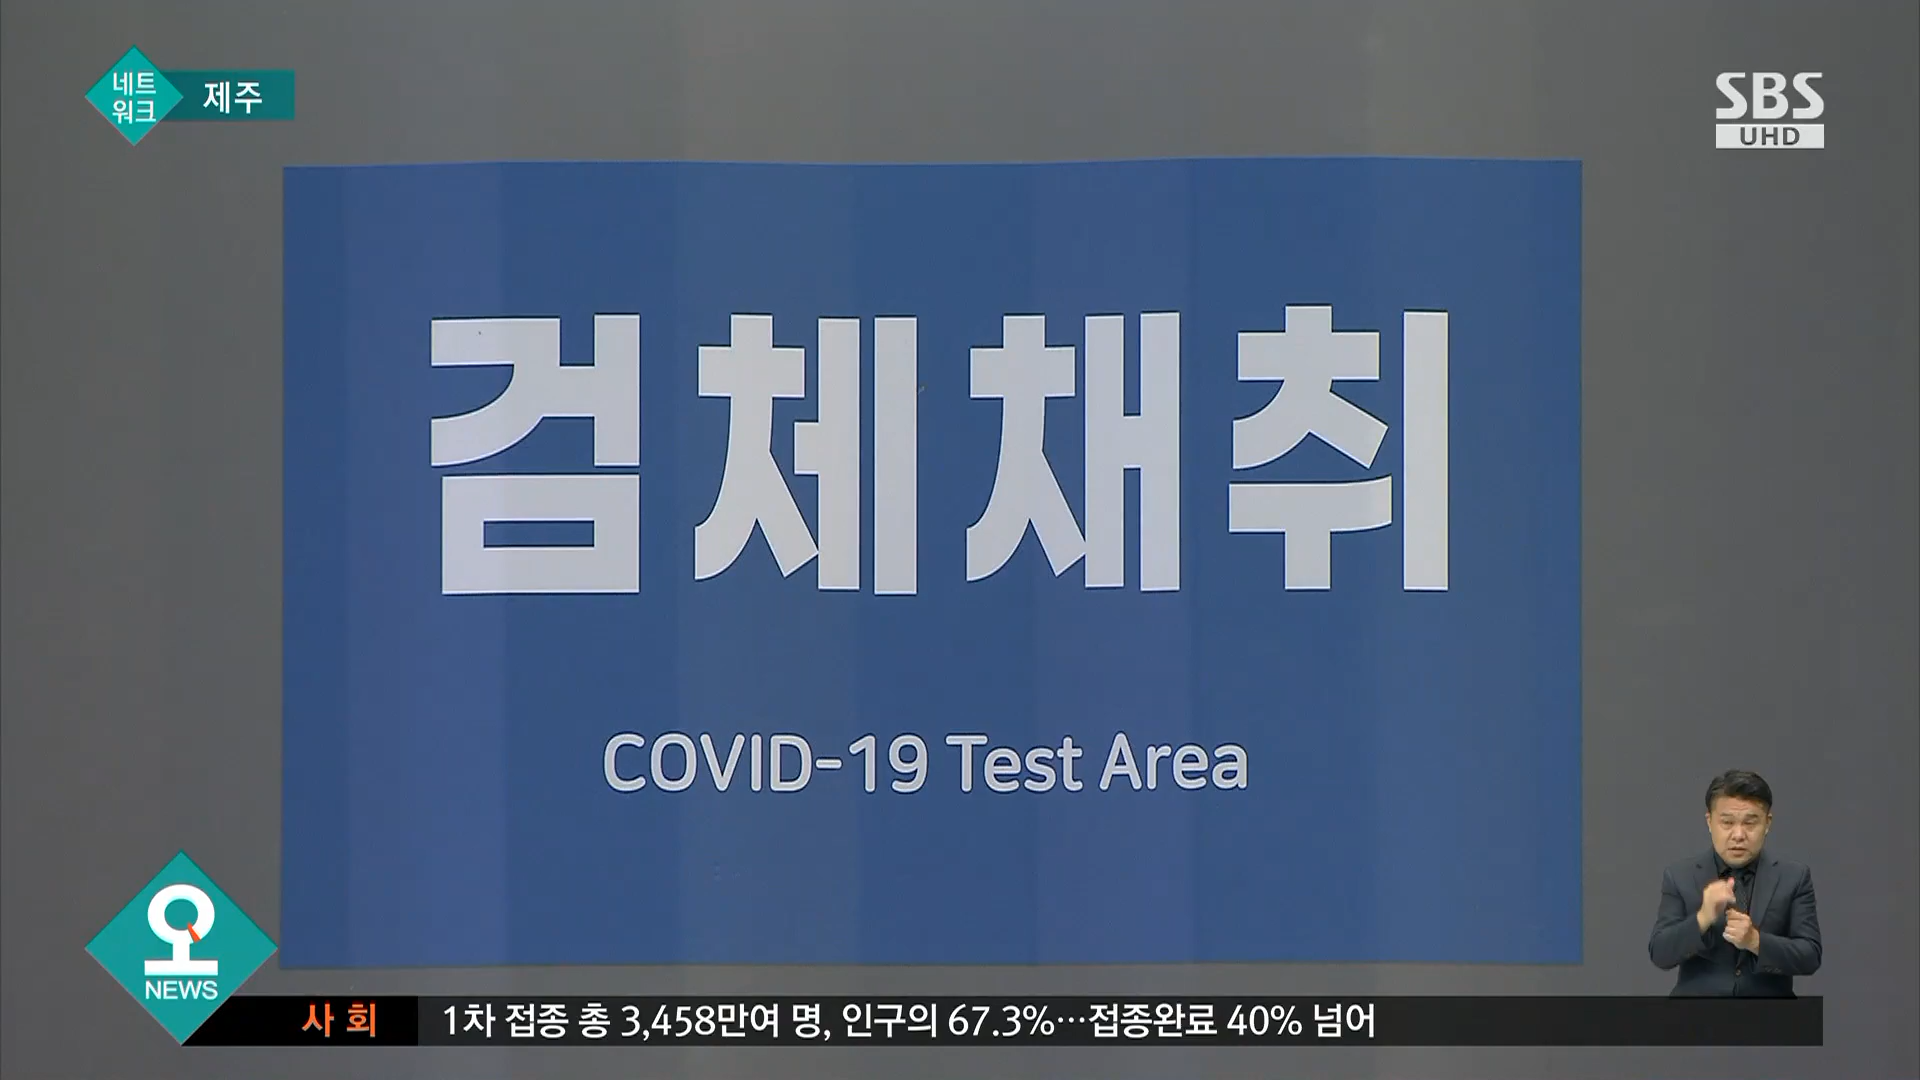 네트
워크
제주
SBS
UHD
검체채취
COVID-19 Test Area
오
NEWS
사회
1차 접종 총 3,458만여 명, 인구의 67.3%…접종완료 40% 넘어